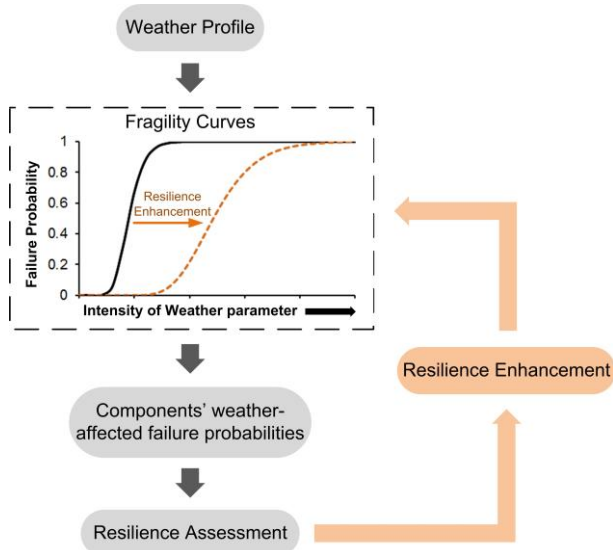 Weather Profile
Fragility Curves
Failure Probability
1
0.8
0.6
0.4
0.2
0
Resilience
Enhancement
Intensity of Weather parameter
Resilience Enhancement
Components’ weather-
affected failure probabilities
Resilience Assessment